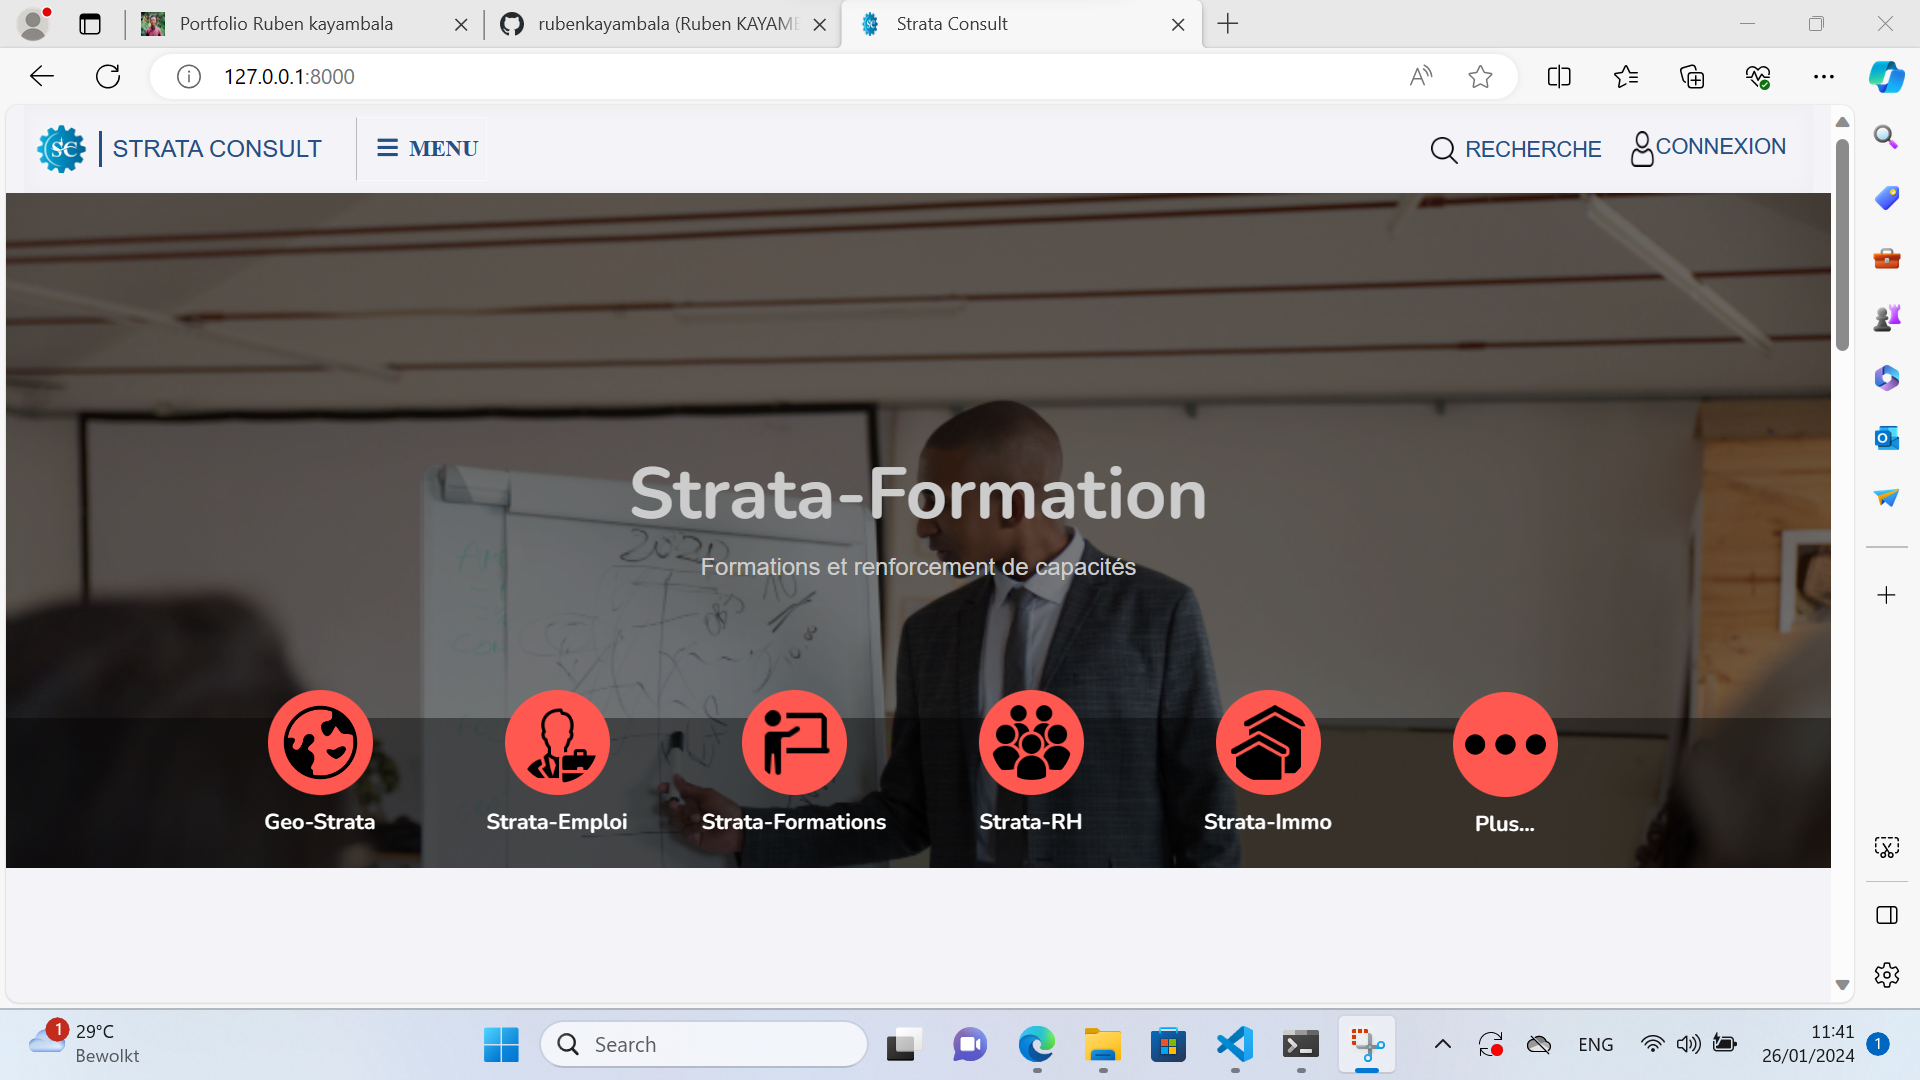 Portfolio Ruben kayambala
rubenkayambala (Ruben KAYAMB
Strata Consult
127.0.0.1:8000
SC
STRATA CONSULT
MENU
RECHERCHE
CONNEXION
2020
Strata-Formation
Formations et renforcement de capacités
Geo-Strata
Strata-Emploi
Strata-Formations
Strata-RH
Strata-Immo
Plus...
1
29°C
Bewolkt
Search
ENG
11:41
26/01/2024
1